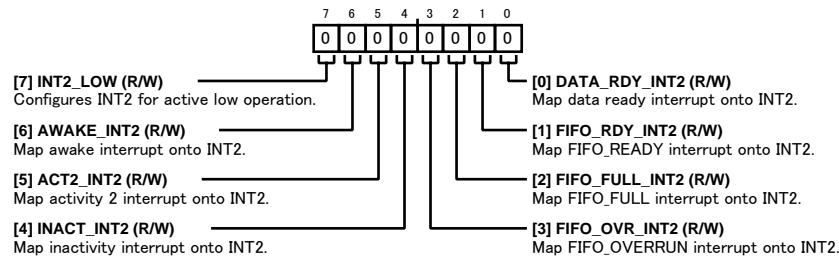 7 6 5 4 3 2 1 0
0 0 0 0 0 0 0 0
[7] INT2_LOW (R/W)
Configures INT2 for active low operation.
[6] AWAKE_INT2 (R/W)
Map awake interrupt onto INT2.
[5] ACT2_INT2 (R/W)
Map activity 2 interrupt onto INT2.
[4] INACT_INT2 (R/W)
Map inactivity interrupt onto INT2.
[0] DATA_RDY_INT2 (R/W)
Map data ready interrupt onto INT2.
[1] FIFO_RDY_INT2 (R/W)
Map FIFO_READY interrupt onto INT2.
[2] FIFO_FULL_INT2 (R/W)
Map FIFO_FULL interrupt onto INT2.
[3] FIFO_OVR_INT2 (R/W)
Map FIFO_OVERRUN interrupt onto INT2.